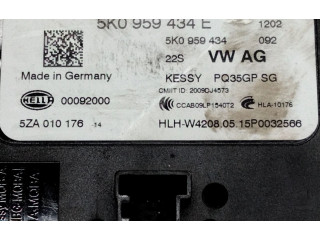 5K0 959 434 E 1202
5K0 959 434 092
22S VW AG
Made in Germany KESSY PQ35GP SG
CMIIT ID: 2009DJ4573
HELLA 00092000 CCAB09LP1540T2 HLA-10176
5ZA 010 176 -14 HLH-W4208.05.15P0032566